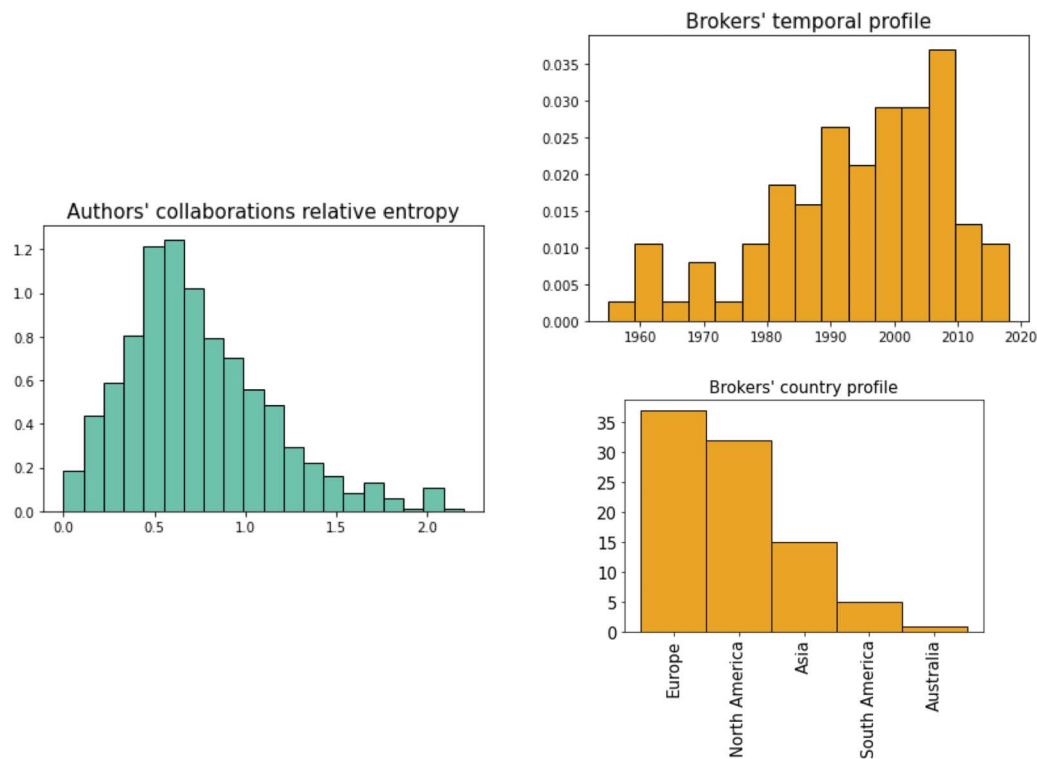 Authors' collaborations relative entropy
1.2
1.0
0.8
0.6
0.4
0.2
0.0
0.0 0.5 1.0 1.5 2.0
Brokers' temporal profile
0.035
0.030
0.025
0.020
0.015
0.010
0.005
0.000
1960 1970 1980 1990 2000 2010 2020
Brokers' country profile
35
30
25
20
15
10
5
0
Europe
North America
Asia
South America
Australia